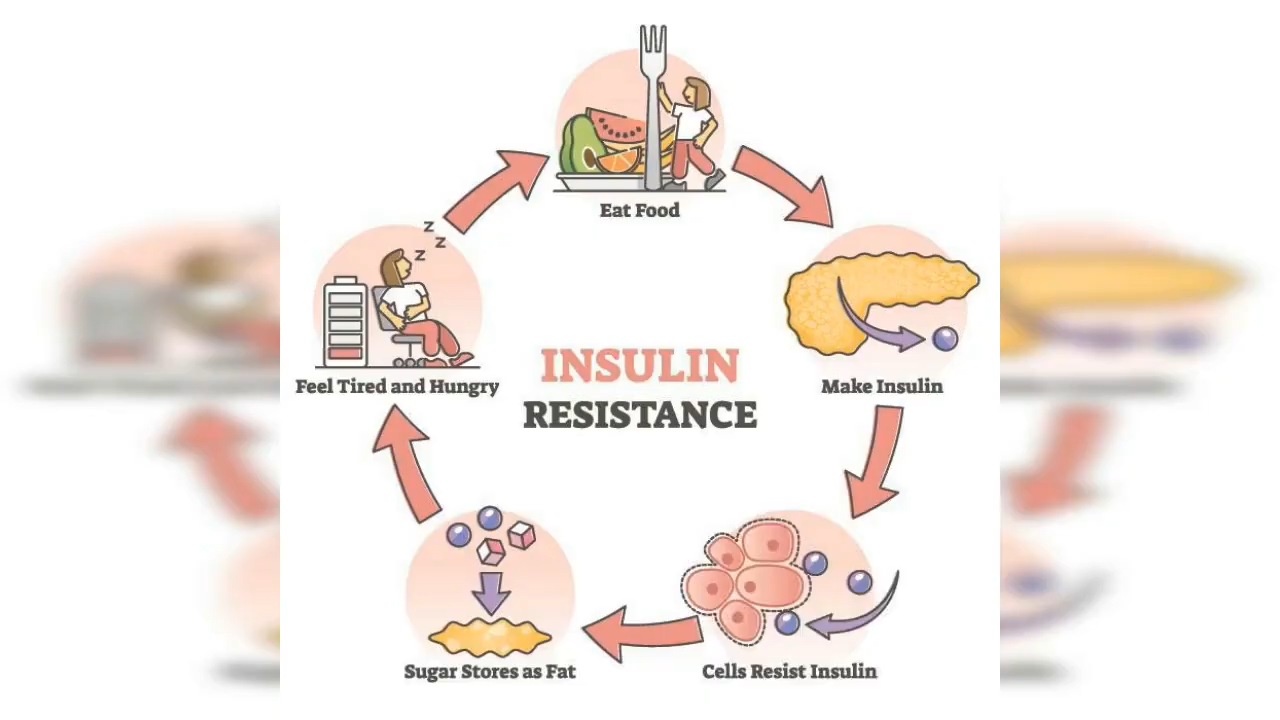 Eat Food
Make Insulin
Cells Resist Insulin
Sugar Stores as Fat
Feel Tired and Hungry
z
z
z
INSULIN
RESISTANCE